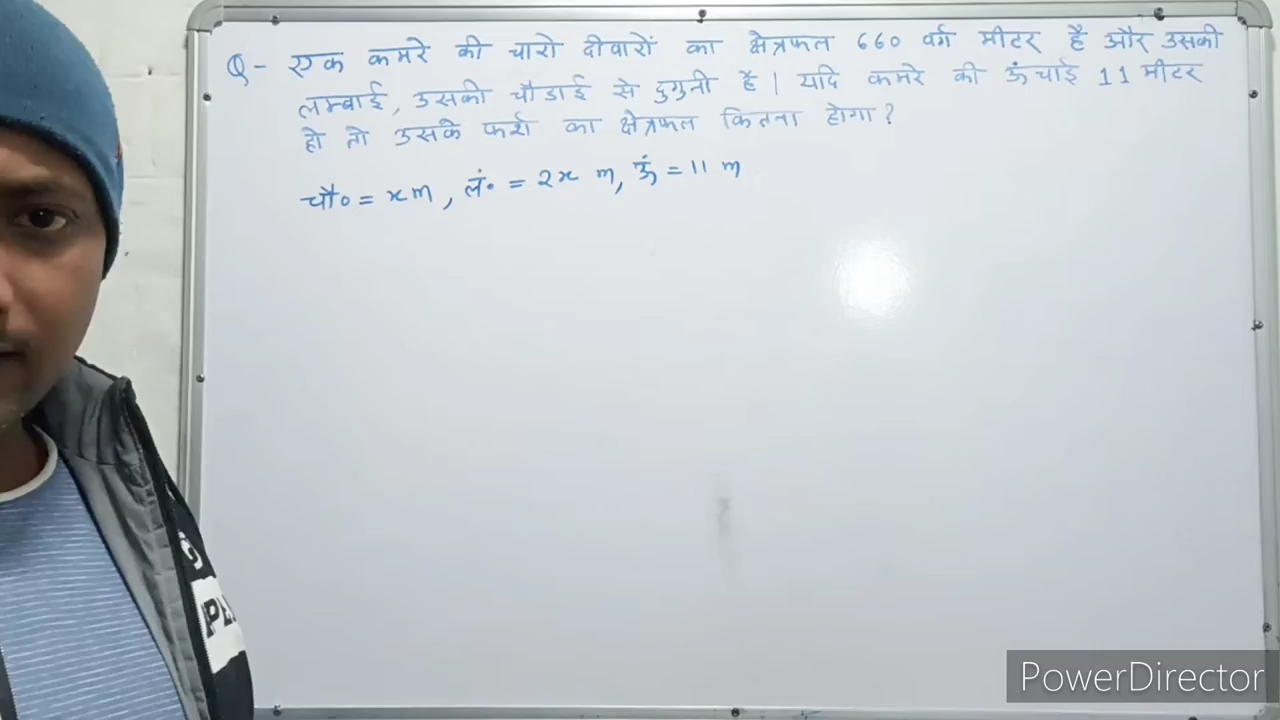 Q- एक कमरे की चारो दीवारों का क्षेत्रफल 660 वर्ग मीटर है और उसकी
लम्बाई, उसकी चौडाई से दुगुनी है। यदि कमरे की ऊंचाई 11 मीटर
हो तो उसके फर्श का क्षेत्रफल कितना होगा?
चौ० = x m, लं० = 2x m, ऊं = 11 m
PowerDirector